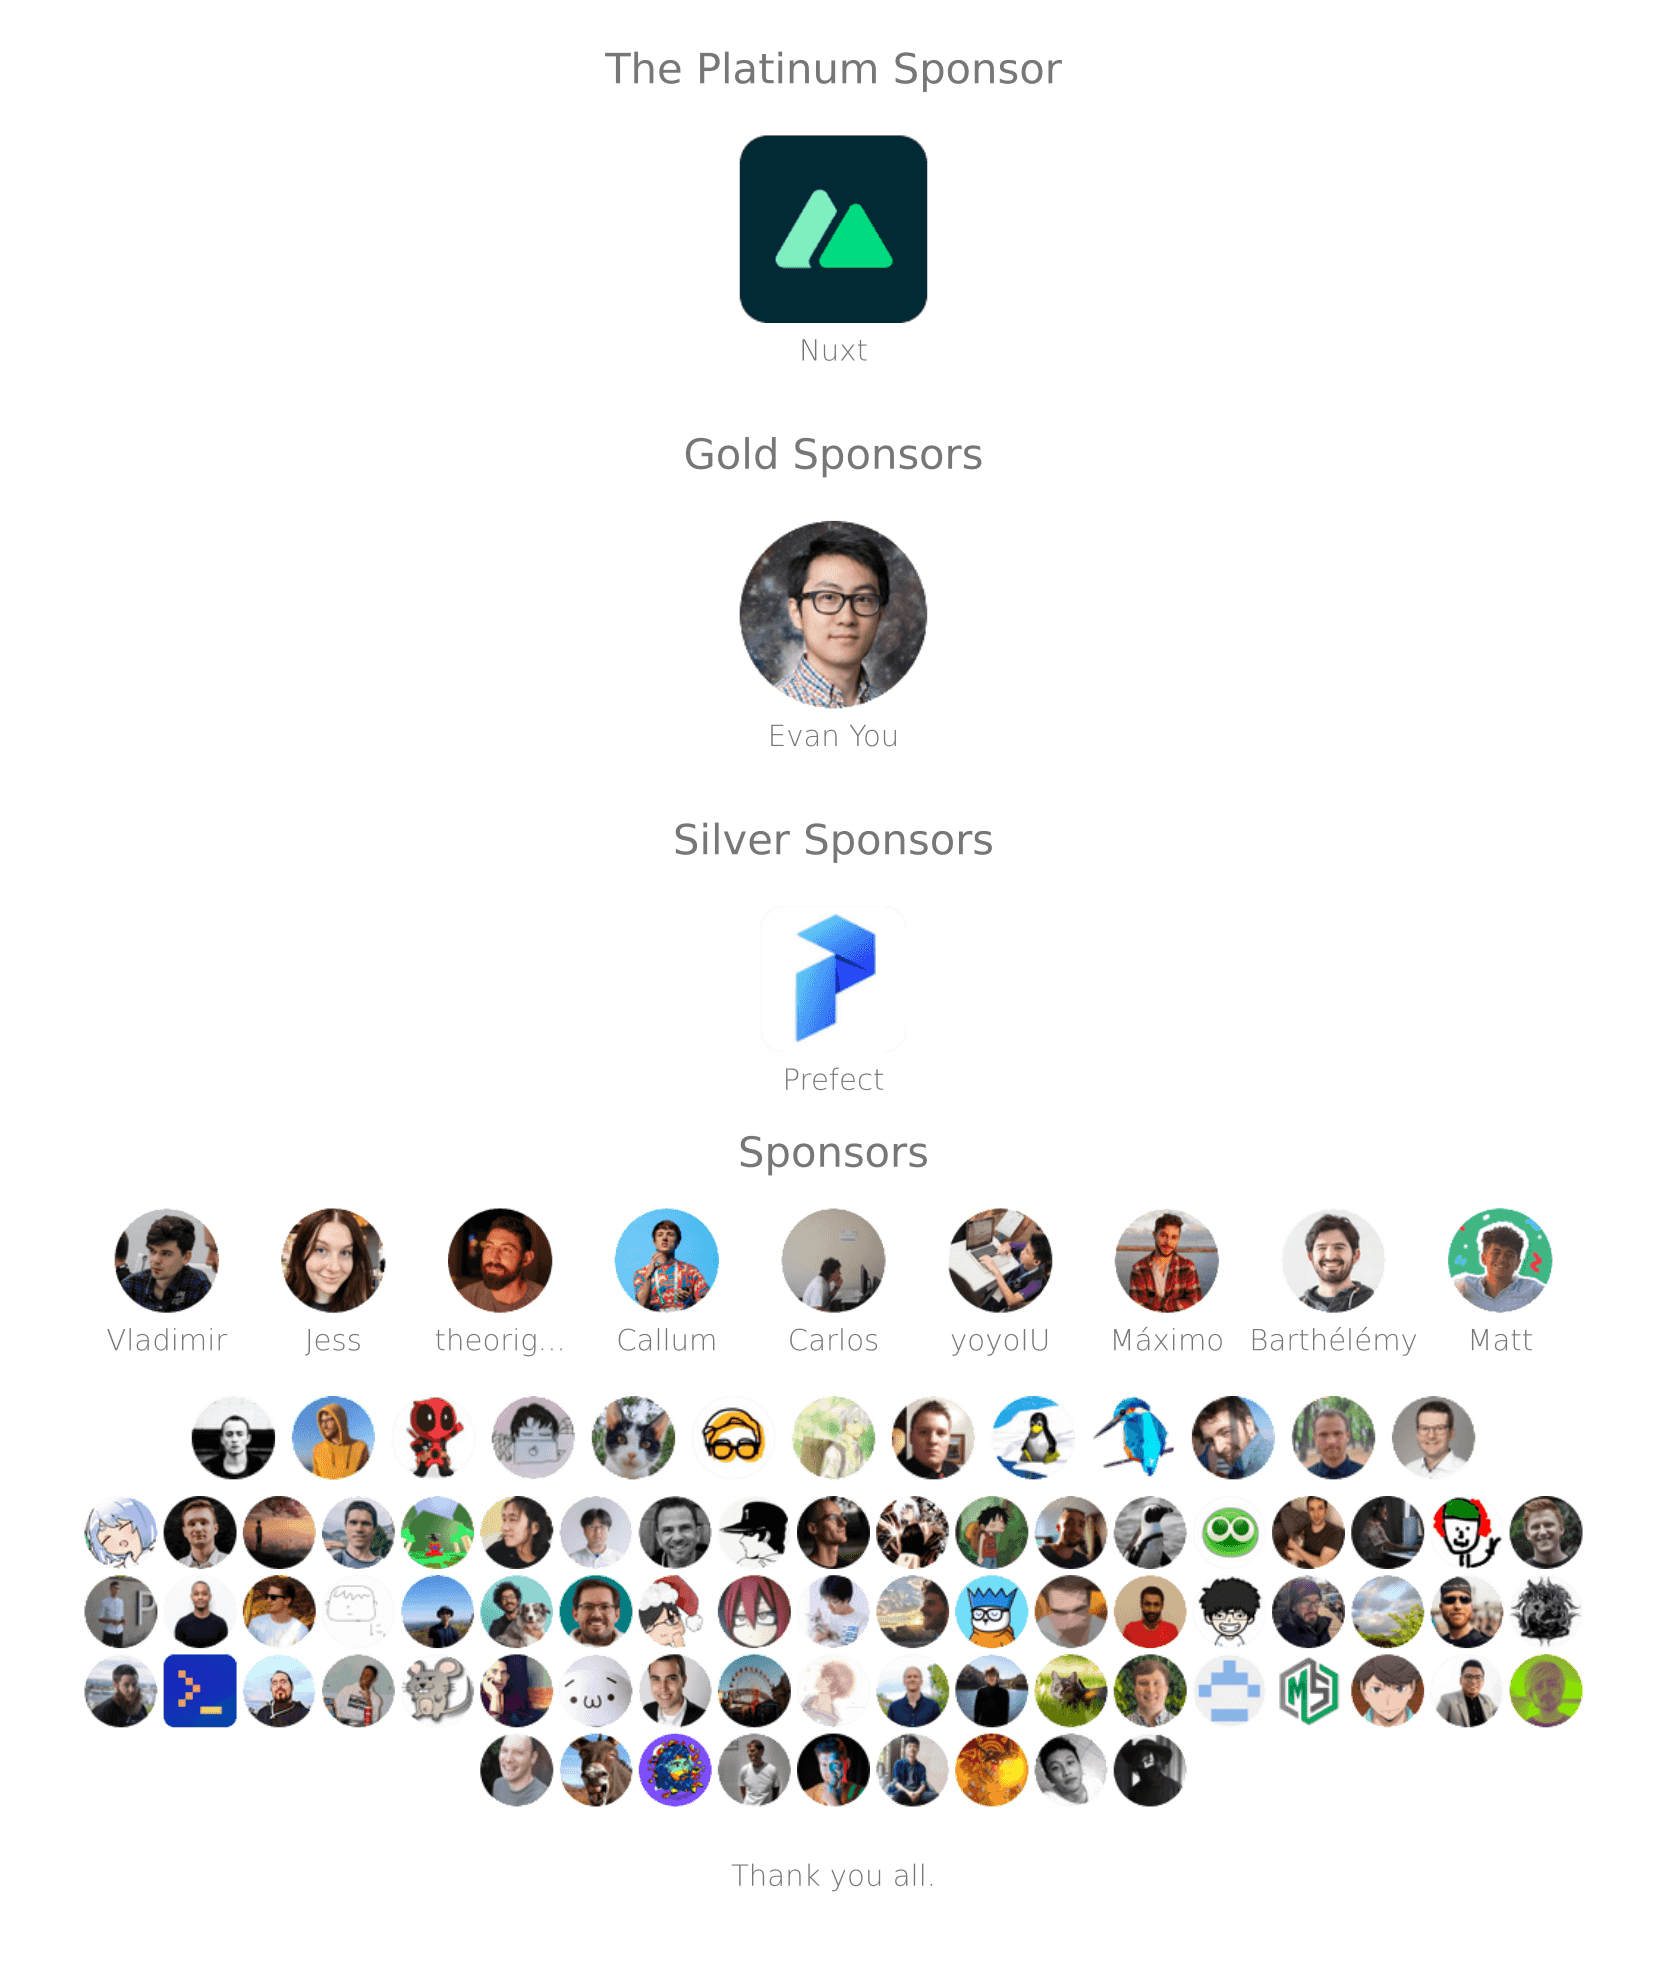 The Platinum Sponsor
Nuxt
Gold Sponsors
Evan You
Silver Sponsors
Prefect
Sponsors
Vladimir Jess theorig... Callum Carlos yoyoIU Máximo Barthélémy Matt
Thank you all.